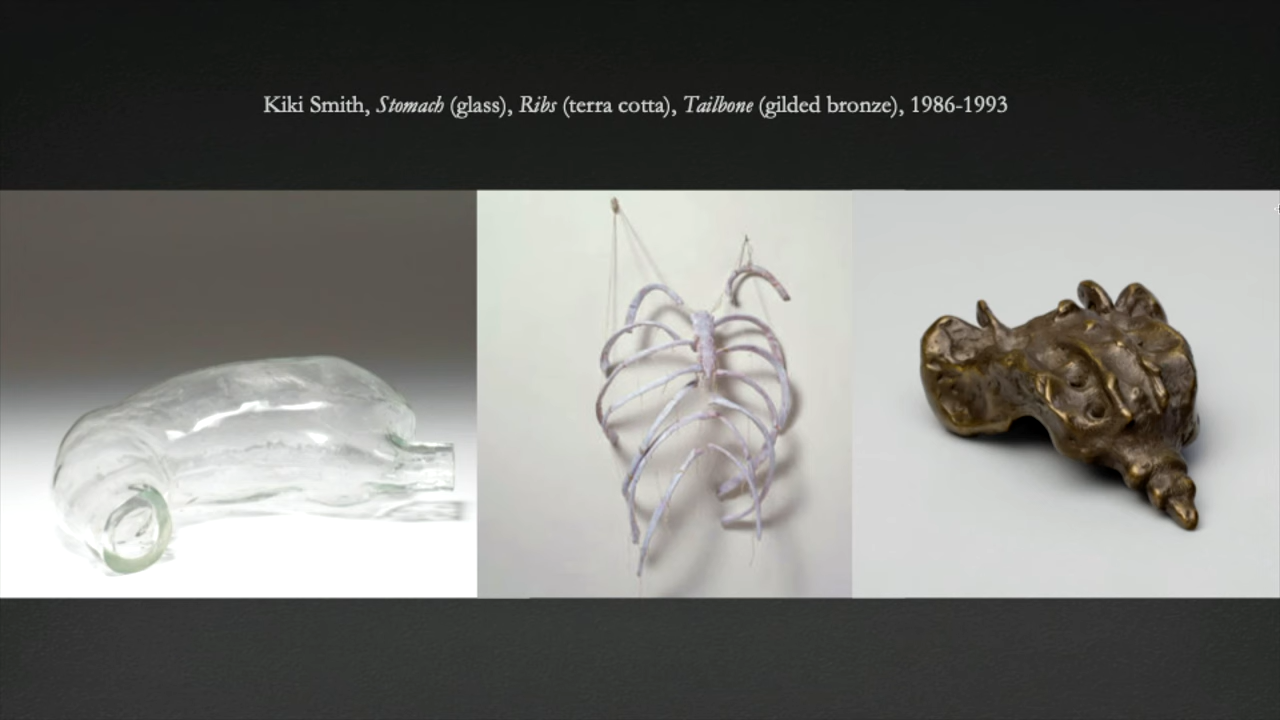 Kiki Smith, Stomach (glass), Ribs (terra cotta), Tailbone (gilded bronze), 1986-1993